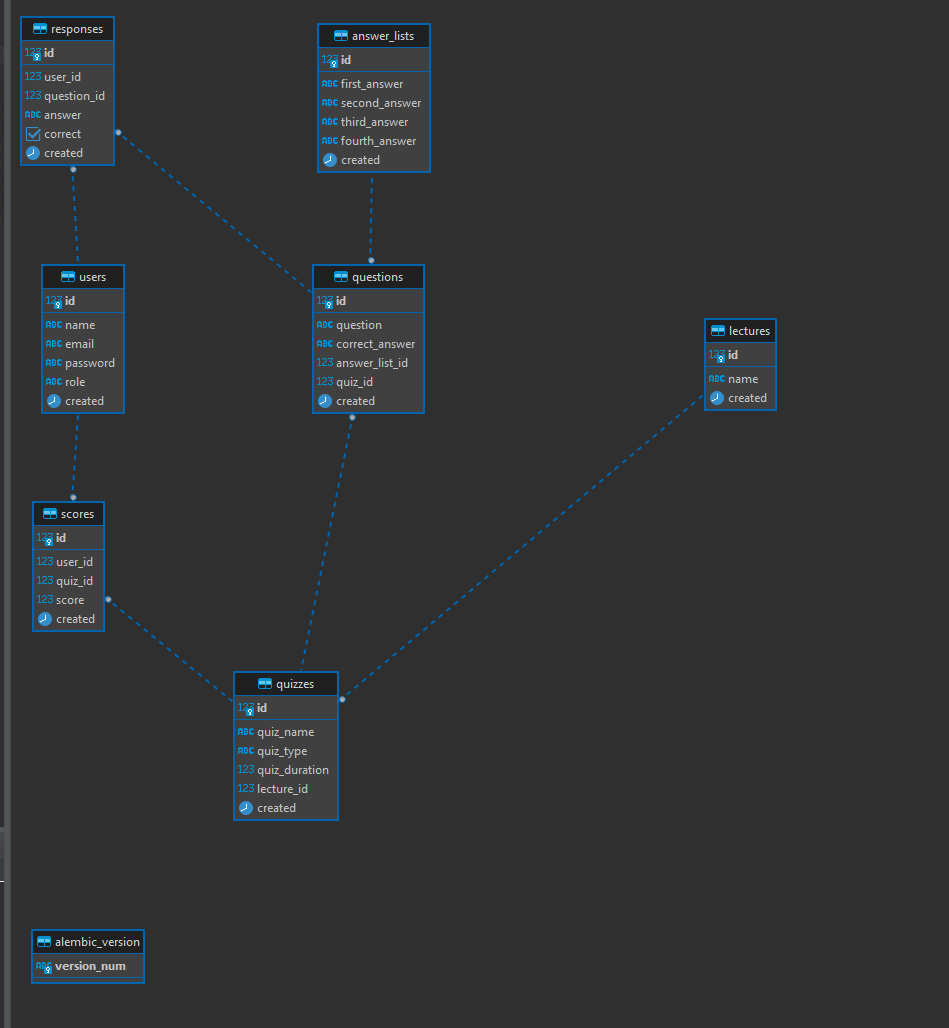 responses
123 id
123 user_id
123 question_id
ABC answer
correct
created
answer_lists
123 id
ABC first_answer
ABC second_answer
ABC third_answer
ABC fourth_answer
created
users
123 id
ABC name
ABC email
ABC password
ABC role
created
questions
123 id
ABC question
ABC correct_answer
123 answer_list_id
123 quiz_id
created
lectures
123 id
ABC name
created
scores
123 id
123 user_id
123 quiz_id
123 score
created
quizzes
123 id
ABC quiz_name
ABC quiz_type
123 quiz_duration
123 lecture_id
created
alembic_version
ABC version_num